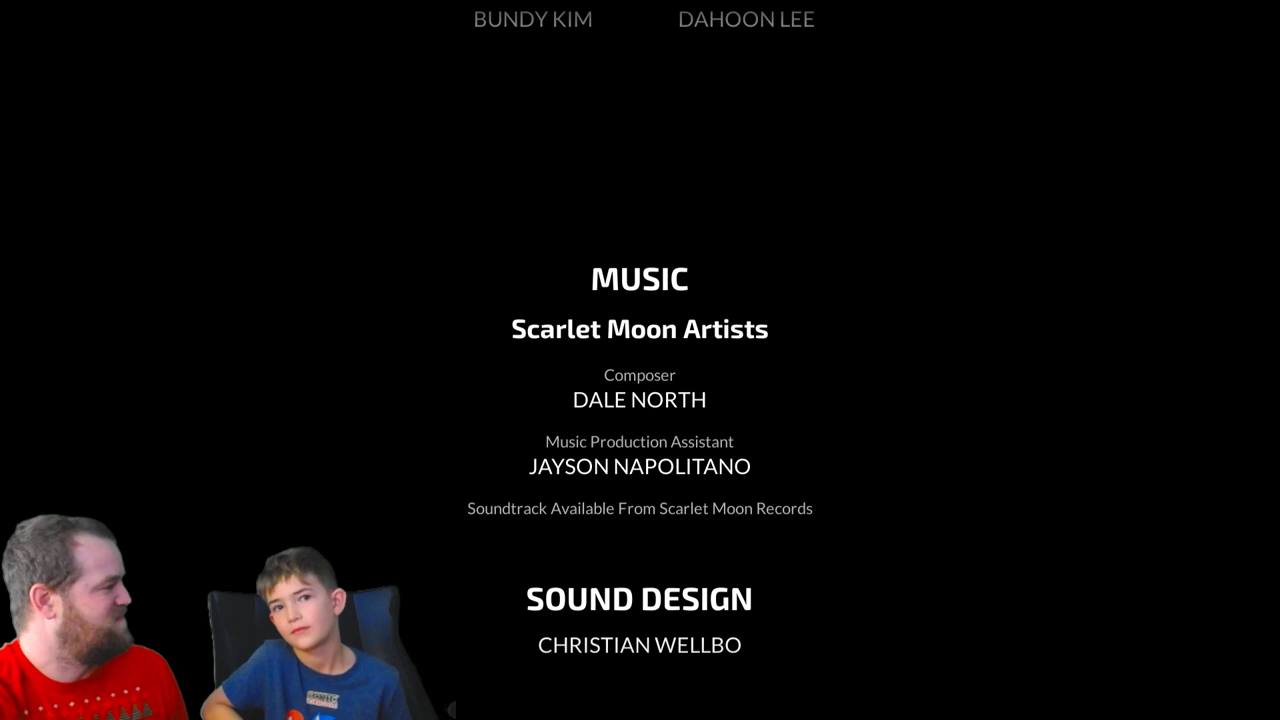 BUNDY KIM DAHOON LEE
MUSIC
Scarlet Moon Artists
Composer
DALE NORTH
Music Production Assistant
JAYSON NAPOLITANO
Soundtrack Available From Scarlet Moon Records
SOUND DESIGN
CHRISTIAN WELLBO